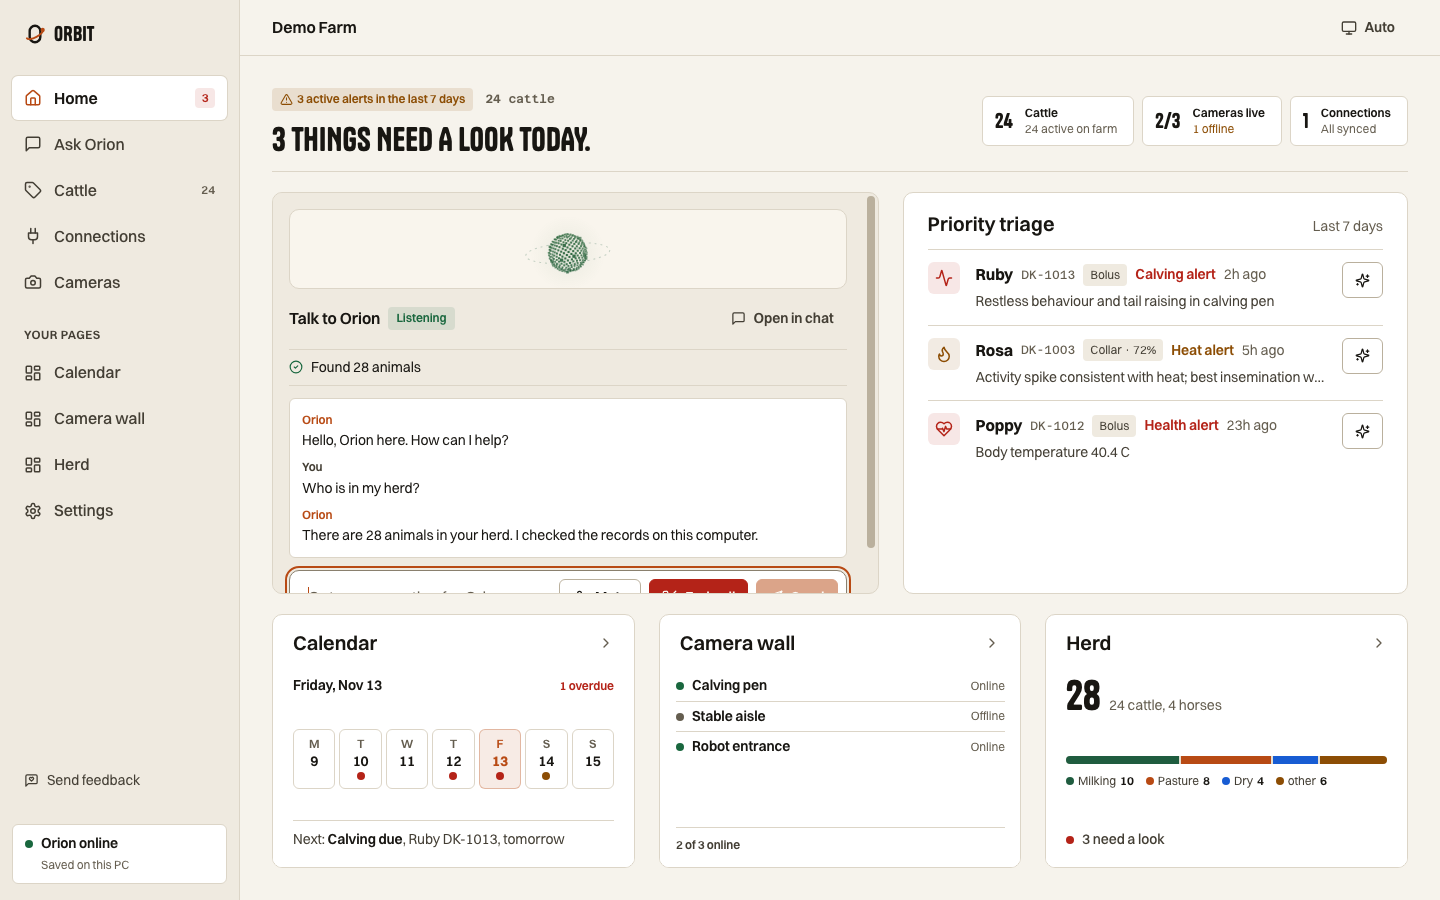 ORBIT
Home 3
Ask Orion
Cattle 24
Connections
Cameras
YOUR PAGES
Calendar
Camera wall
Herd
Settings
Send feedback
Orion online
Saved on this PC
Demo Farm
Auto
3 active alerts in the last 7 days 24 cattle
3 THINGS NEED A LOOK TODAY.
24 Cattle
24 active on farm
2/3 Cameras live
1 offline
1 Connections
All synced
Talk to Orion Listening Open in chat
Found 28 animals
Orion
Hello, Orion here. How can I help?
You
Who is in my herd?
Orion
There are 28 animals in your herd. I checked the records on this computer.
Priority triage Last 7 days
Ruby DK-1013 Bolus Calving alert 2h ago
Restless behaviour and tail raising in calving pen
Rosa DK-1003 Collar · 72% Heat alert 5h ago
Activity spike consistent with heat; best insemination w...
Poppy DK-1012 Bolus Health alert 23h ago
Body temperature 40.4 C
Calendar
Friday, Nov 13 1 overdue
M T W T F S S
9 10 11 12 13 14 15
Next: Calving due, Ruby DK-1013, tomorrow
Camera wall
Calving pen Online
Stable aisle Offline
Robot entrance Online
2 of 3 online
Herd
28 24 cattle, 4 horses
Milking 10 Pasture 8 Dry 4 other 6
3 need a look